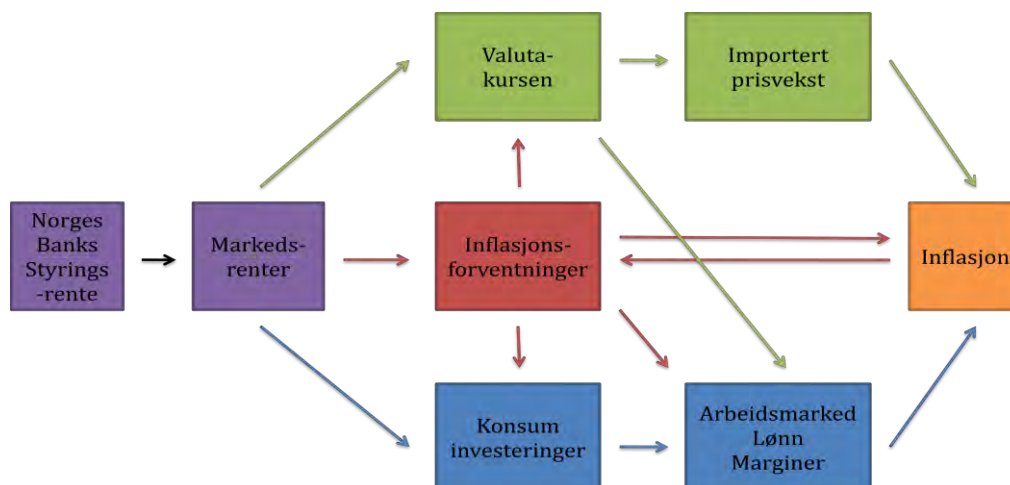 Valuta-
kursen
Importert
prisvekst
Norges
Banks
Styrings
-rente
Markeds-
renter
Inflasjons-
forventninger
Inflasjon
Konsum
investeringer
Arbeidsmarked
Lønn
Marginer